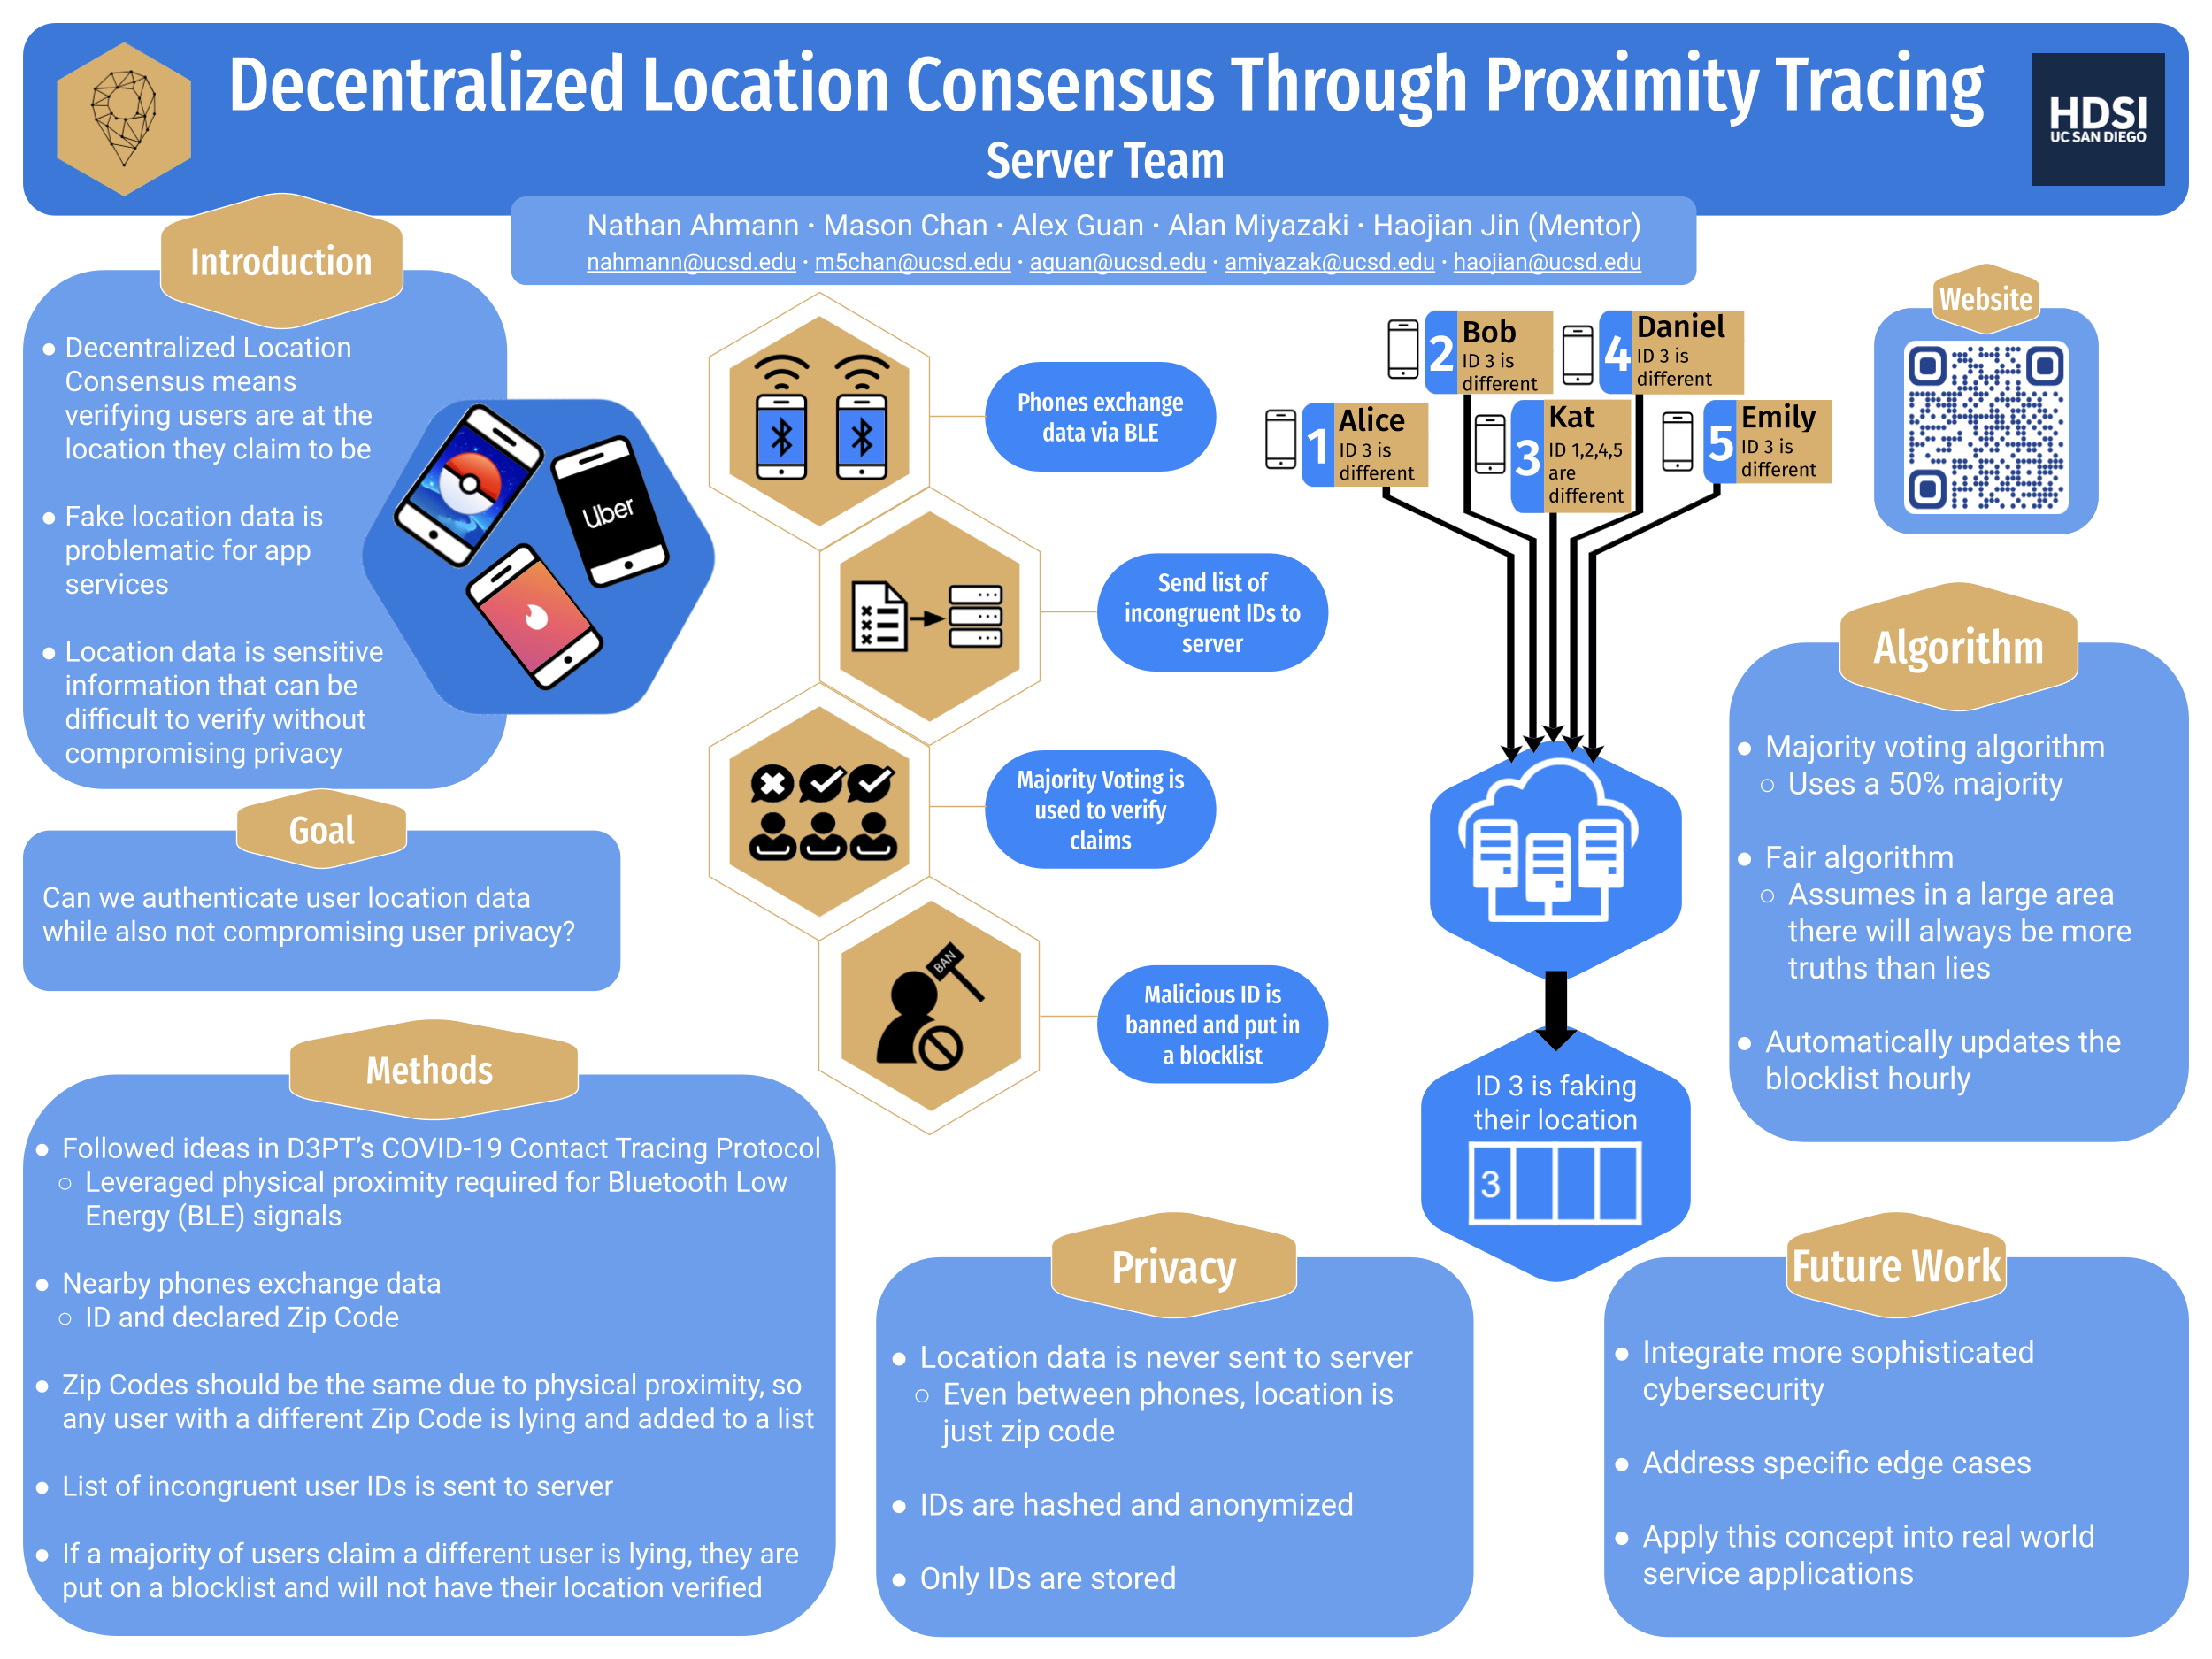 Decentralized Location Consensus Through Proximity Tracing
Server Team
HDSI
UC SAN DIEGO
Nathan Ahmann · Mason Chan · Alex Guan · Alan Miyazaki · Haojian Jin (Mentor)
nahmann@ucsd.edu · m5chan@ucsd.edu · aguan@ucsd.edu · amiyazak@ucsd.edu · haojian@ucsd.edu
Introduction
● Decentralized Location
Consensus means
verifying users are at the
location they claim to be
● Fake location data is
problematic for app
services
● Location data is sensitive
information that can be
difficult to verify without
compromising privacy
Uber
Goal
Can we authenticate user location data
while also not compromising user privacy?
Methods
● Followed ideas in D3PT's COVID-19 Contact Tracing Protocol
○ Leveraged physical proximity required for Bluetooth Low
Energy (BLE) signals
● Nearby phones exchange data
○ ID and declared Zip Code
● Zip Codes should be the same due to physical proximity, so
any user with a different Zip Code is lying and added to a list
● List of incongruent user IDs is sent to server
● If a majority of users claim a different user is lying, they are
put on a blocklist and will not have their location verified
Phones exchange
data via BLE
Send list of
incongruent IDs to
server
Majority Voting is
used to verify
claims
BAN
Malicious ID is
banned and put in
a blocklist
1
Alice
ID 3 is
different
2
Bob
ID 3 is
different
3
Kat
ID 1,2,4,5
are
different
4
Daniel
ID 3 is
different
5
Emily
ID 3 is
different
ID 3 is faking
their location
3
Website
Algorithm
● Majority voting algorithm
○ Uses a 50% majority
● Fair algorithm
○ Assumes in a large area
there will always be more
truths than lies
● Automatically updates the
blocklist hourly
Privacy
● Location data is never sent to server
○ Even between phones, location is
just zip code
● IDs are hashed and anonymized
● Only IDs are stored
Future Work
● Integrate more sophisticated
cybersecurity
● Address specific edge cases
● Apply this concept into real world
service applications